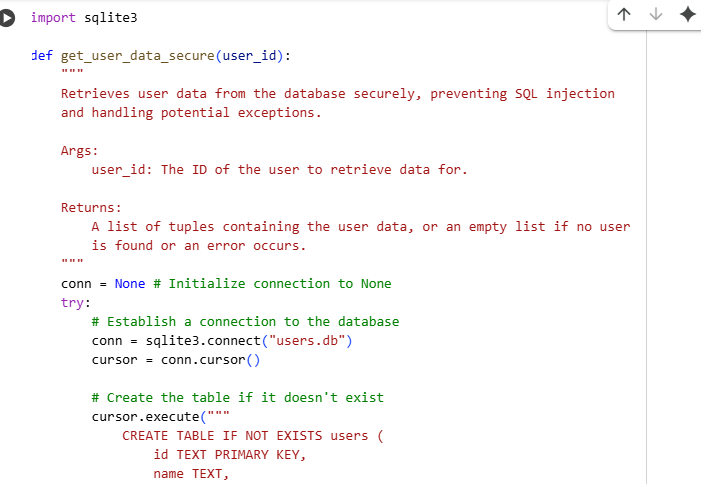 import sqlite3
def get_user_data_secure(user_id):
"""
Retrieves user data from the database securely, preventing SQL injection
and handling potential exceptions.
Args:
user_id: The ID of the user to retrieve data for.
Returns:
A list of tuples containing the user data, or an empty list if no user
is found or an error occurs.
"""
conn = None # Initialize connection to None
try:
# Establish a connection to the database
conn = sqlite3.connect("users.db")
cursor = conn.cursor()
# Create the table if it doesn't exist
cursor.execute("""
CREATE TABLE IF NOT EXISTS users (
id TEXT PRIMARY KEY,
name TEXT,